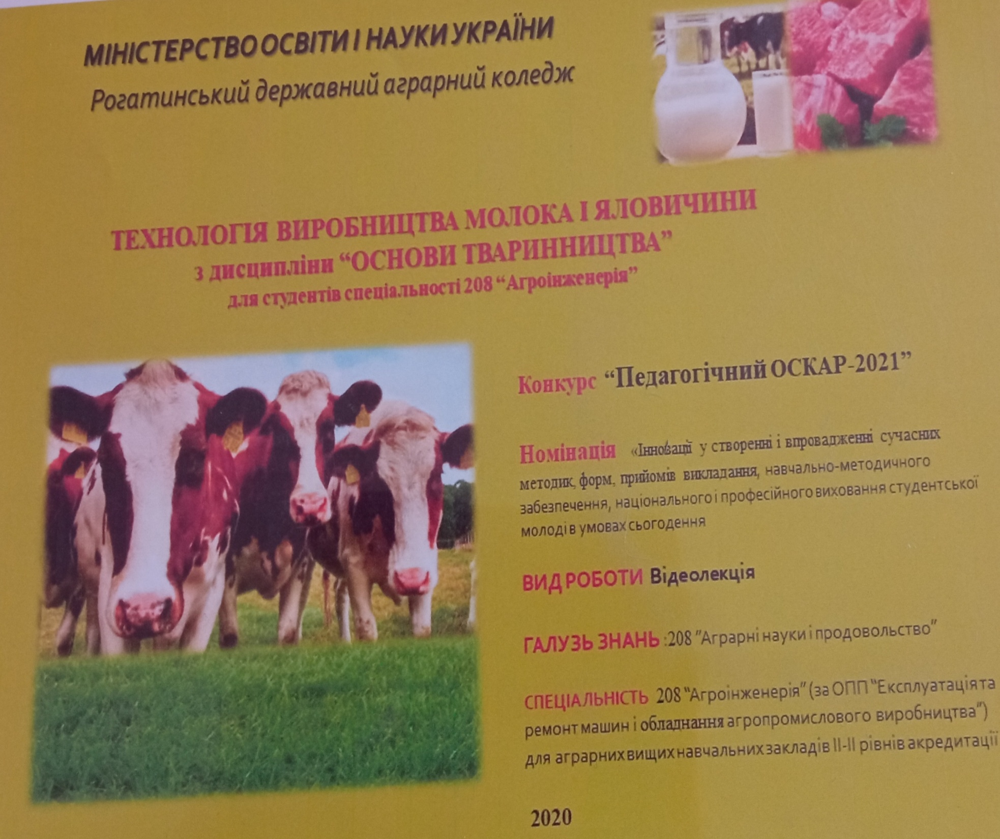 МІНІСТЕРСТВО ОСВІТИ І НАУКИ УКРАЇНИ
Рогатинський державний аграрний коледж
ТЕХНОЛОГІЯ ВИРОБНИЦТВА МОЛОКА І ЯЛОВИЧИНИ
з дисципліни “ОСНОВИ ТВАРИННИЦТВА”
для студентів спеціальності 208 “Агроінженерія”
Конкурс “Педагогічний ОСКАР-2021”
Номінація «Інновації у створенні і впровадженні сучасних
методик, форм, прийомів викладання, навчально-методичного
забезпечення, національного і професійного виховання студентської
молоді в умовах сьогодення
ВИД РОБОТИ Відеолекція
ГАЛУЗЬ ЗНАНЬ :208 “Аграрні науки і продовольство”
СПЕЦІАЛЬНІСТЬ 208 “Агроінженерія” (за ОПП “Експлуатація та
ремонт машин і обладнання агропромислового виробництва”)
для аграрних вищих навчальних закладів ІІ-ІІ рівнів акредитації
2020